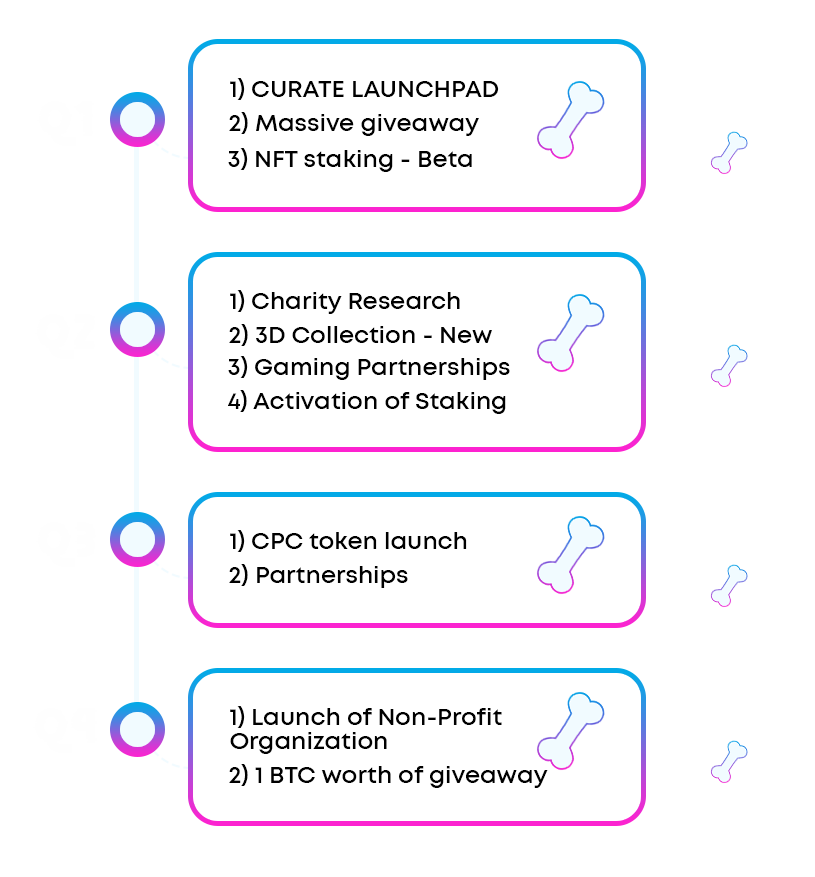 1) CURATE LAUNCHPAD
2) Massive giveaway
3) NFT staking - Beta
1) Charity Research
2) 3D Collection - New
3) Gaming Partnerships
4) Activation of Staking
1) CPC token launch
2) Partnerships
1) Launch of Non-Profit
Organization
2) 1 BTC worth of giveaway